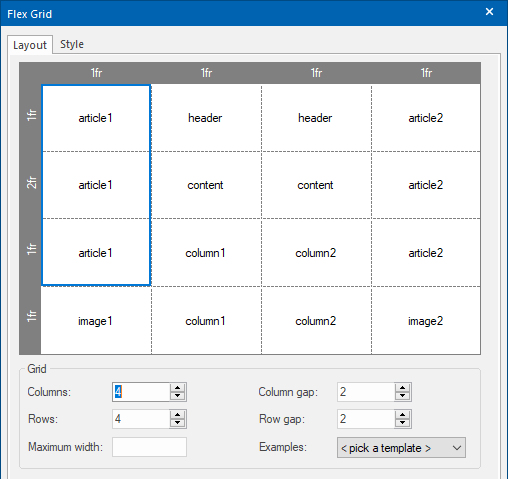 Flex Grid
Layout Style
1fr 1fr 1fr 1fr
1fr article1 header header article2
2fr article1 content content article2
1fr article1 column1 column2 article2
1fr image1 column1 column2 image2
Grid
Columns: 4 Column gap: 2
Rows: 4 Row gap: 2
Maximum width: Examples: < pick a template >